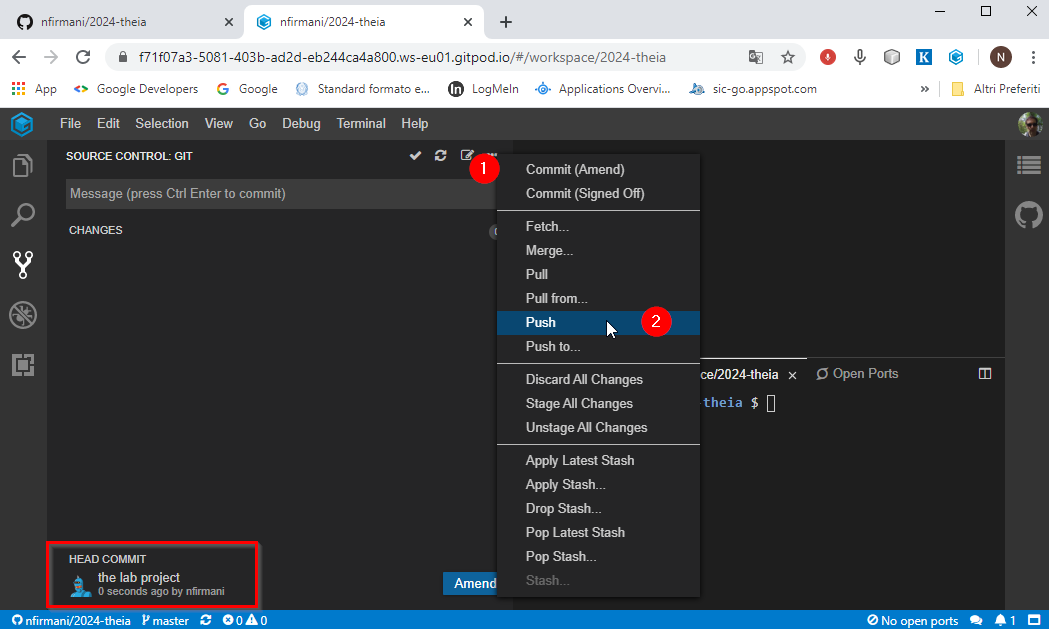 nfirmani/2024-theia
nfirmani/2024-theia
f71f07a3-5081-403b-ad2d-eb244ca4a800.ws-eu01.gitpod.io/#/workspace/2024-theia
K
N
App
Google Developers
Google
Standard formato e...
in
LogMeIn
Applications Overvi...
sic-go.appspot.com
»
Altri Preferiti
File Edit Selection View Go Debug Terminal Help
SOURCE CONTROL: GIT
1
Message (press Ctrl Enter to commit)
CHANGES
Commit (Amend)
Commit (Signed Off)
Fetch...
Merge...
Pull
Pull from...
Push
2
Push to...
Discard All Changes
Stage All Changes
Unstage All Changes
Apply Latest Stash
Apply Stash...
Drop Stash...
Pop Latest Stash
Pop Stash...
Stash...
ce/2024-theia
Open Ports
-theia $
HEAD COMMIT
the lab project
0 seconds ago by nfirmani
Amend
nfirmani/2024-theia master 0 0
No open ports 1